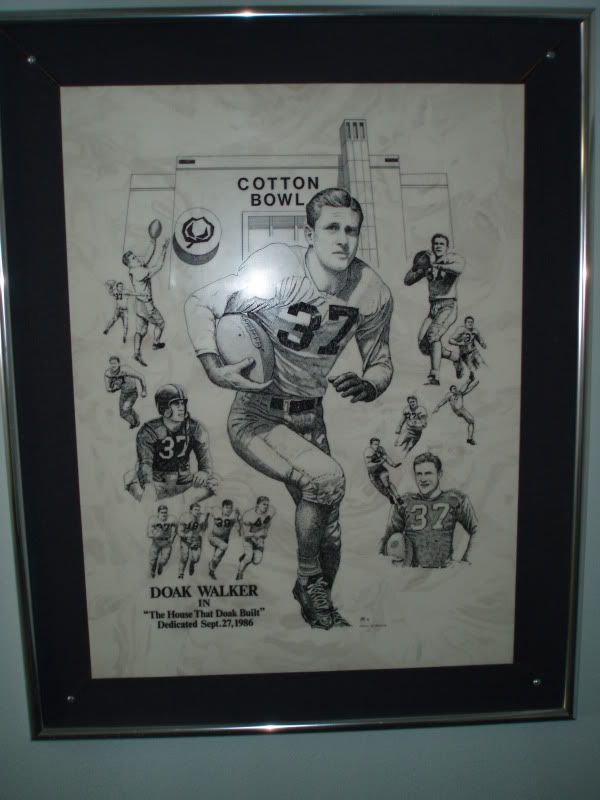 COTTON
BOWL
37
37
37
DOAK WALKER
IN
"The House That Doak Built"
Dedicated Sept. 27, 1986